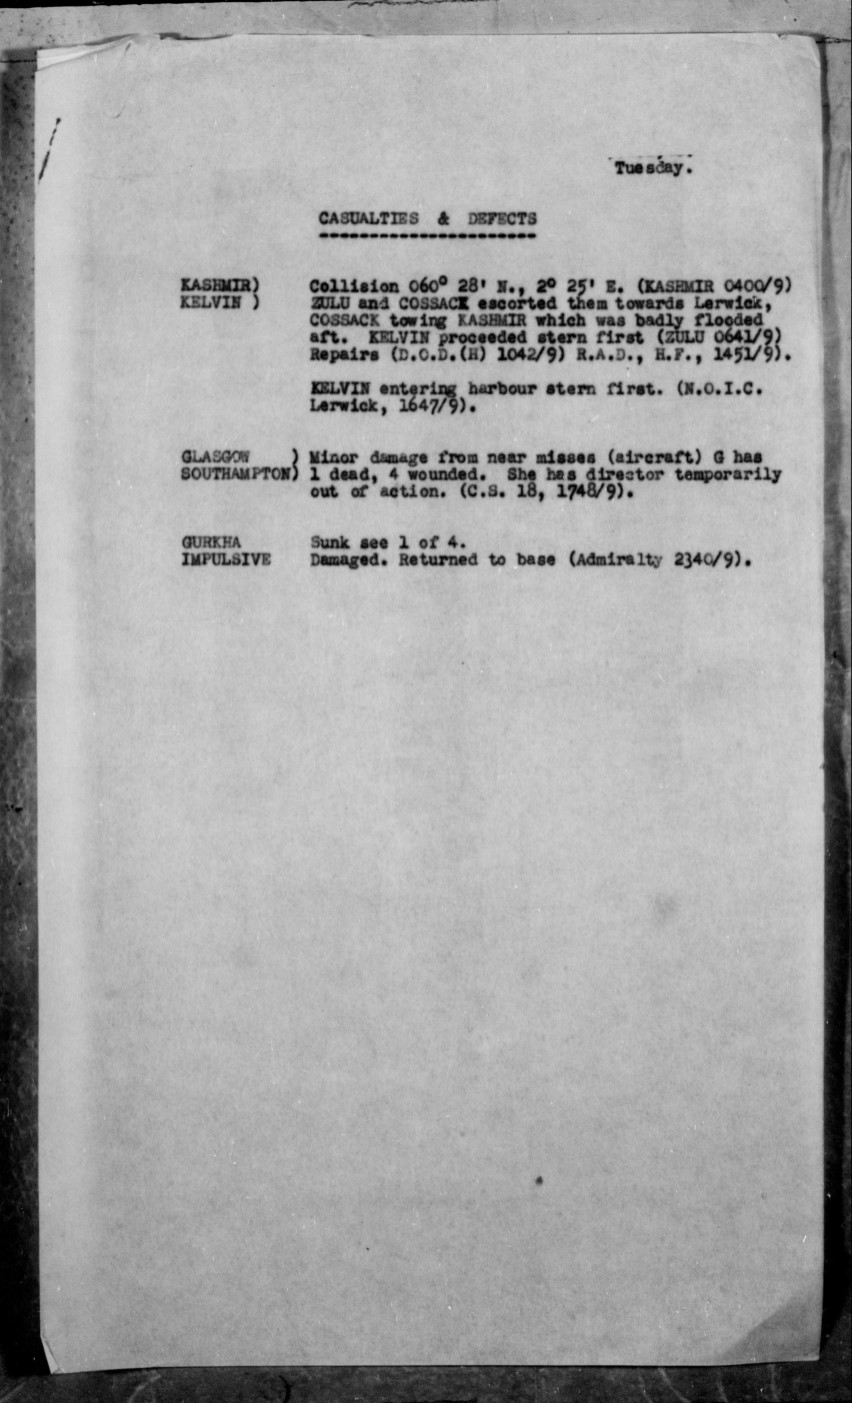 Tuesday.
CASUALTIES & DEFECTS
KASHMIR) Collision 060° 28' N., 2° 25' E. (KASHMIR 0400/9)
KELVIN ) ZULU and COSSACK escorted them towards Lerwick,
COSSACK towing KASHMIR which was badly flooded
aft. KELVIN proceeded stern first (ZULU 0641/9)
Repairs (D.C.D.(H) 1042/9) R.A.D., H.F., 1451/9).
KELVIN entering harbour stern first. (N.O.I.C.
Lerwick, 1647/9).
GLASGOW ) Minor damage from near misses (aircraft) G has
SOUTHAMPTON) 1 dead, 4 wounded. She has director temporarily
out of action. (C.S. 18, 1748/9).
GURKHA Sunk see 1 of 4.
IMPULSIVE Damaged. Returned to base (Admiralty 2340/9).